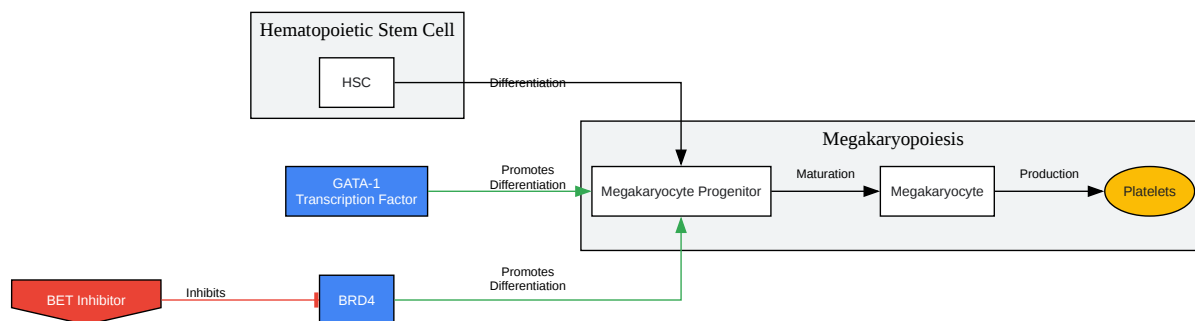 Hematopoietic Stem Cell
HSC
Differentiation
Megakaryopoiesis
GATA-1
Transcription Factor
Promotes
Differentiation
Megakaryocyte Progenitor
Maturation
Megakaryocyte
Production
Platelets
BET Inhibitor
Inhibits
BRD4
Promotes
Differentiation